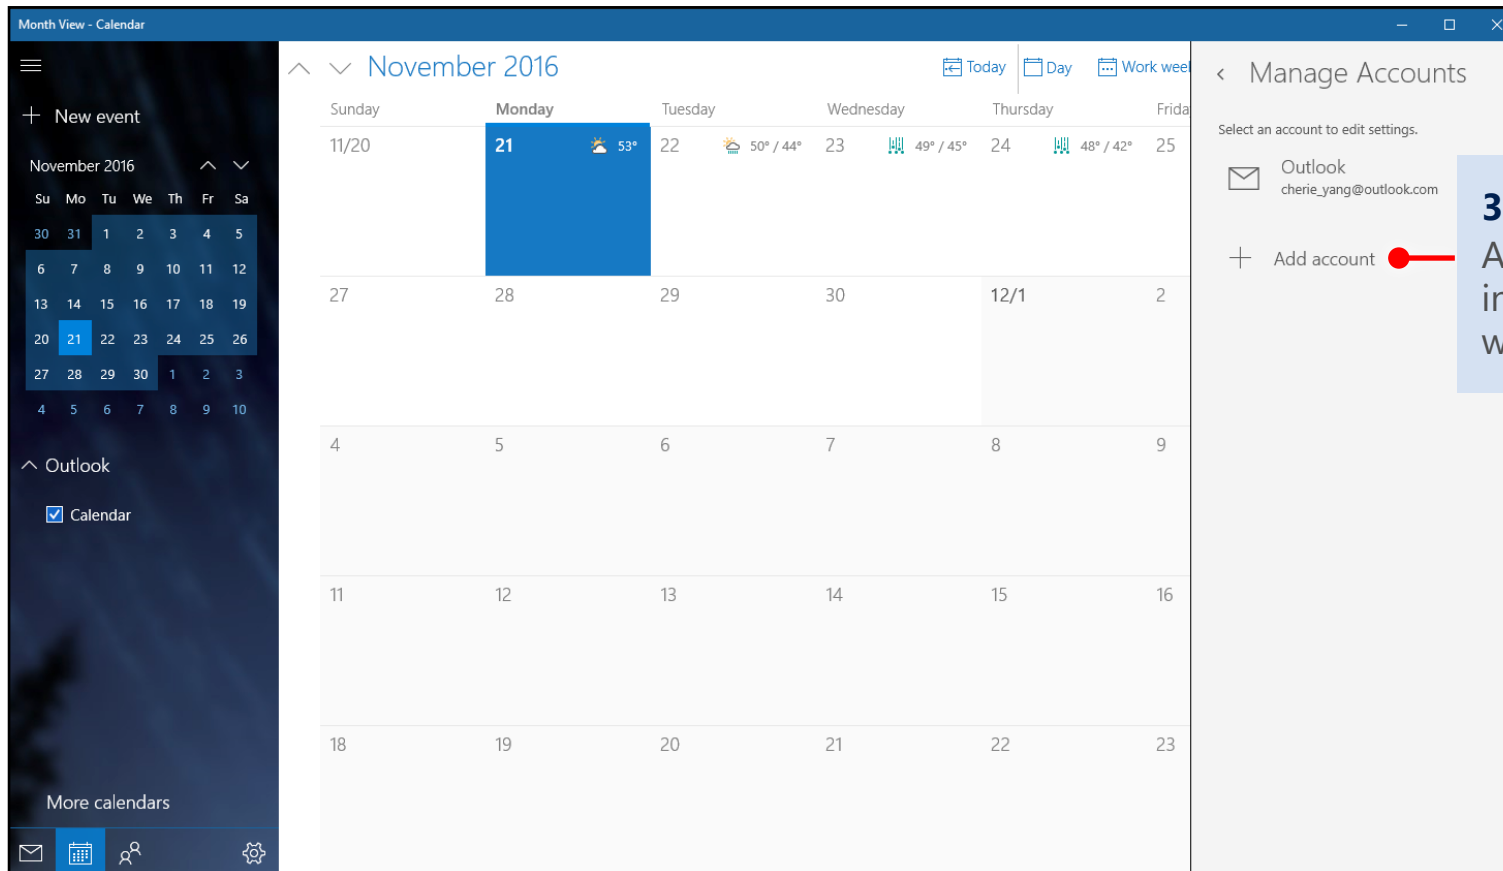 Month View - Calendar
New event
November 2016
Su Mo Tu We Th Fr Sa
30 31 1 2 3 4 5
6 7 8 9 10 11 12
13 14 15 16 17 18 19
20 21 22 23 24 25 26
27 28 29 30 1 2 3
4 5 6 7 8 9 10
Outlook
Calendar
More calendars
November 2016
Today Day Work week
Sunday Monday Tuesday Wednesday Thursday
11/20 21 53° 22 50° / 44° 23 49° / 45° 24 48° / 42° 25
27 28 29 30 12/1 2
4 5 6 7 8 9
11 12 13 14 15 16
18 19 20 21 22 23
Manage Accounts
Select an account to edit settings.
Outlook
cherie_yang@outlook.com
Add account
3